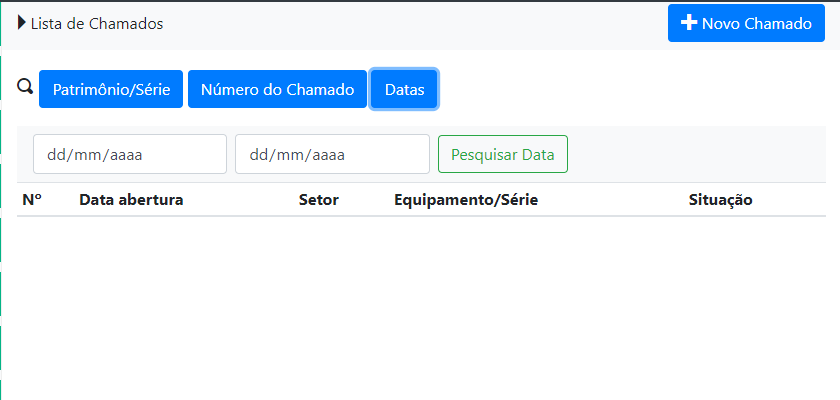 Lista de Chamados
Novo Chamado
Patrimônio/Série Número do Chamado Datas
dd/mm/aaaa dd/mm/aaaa Pesquisar Data
Nº Data abertura Setor Equipamento/Série Situação